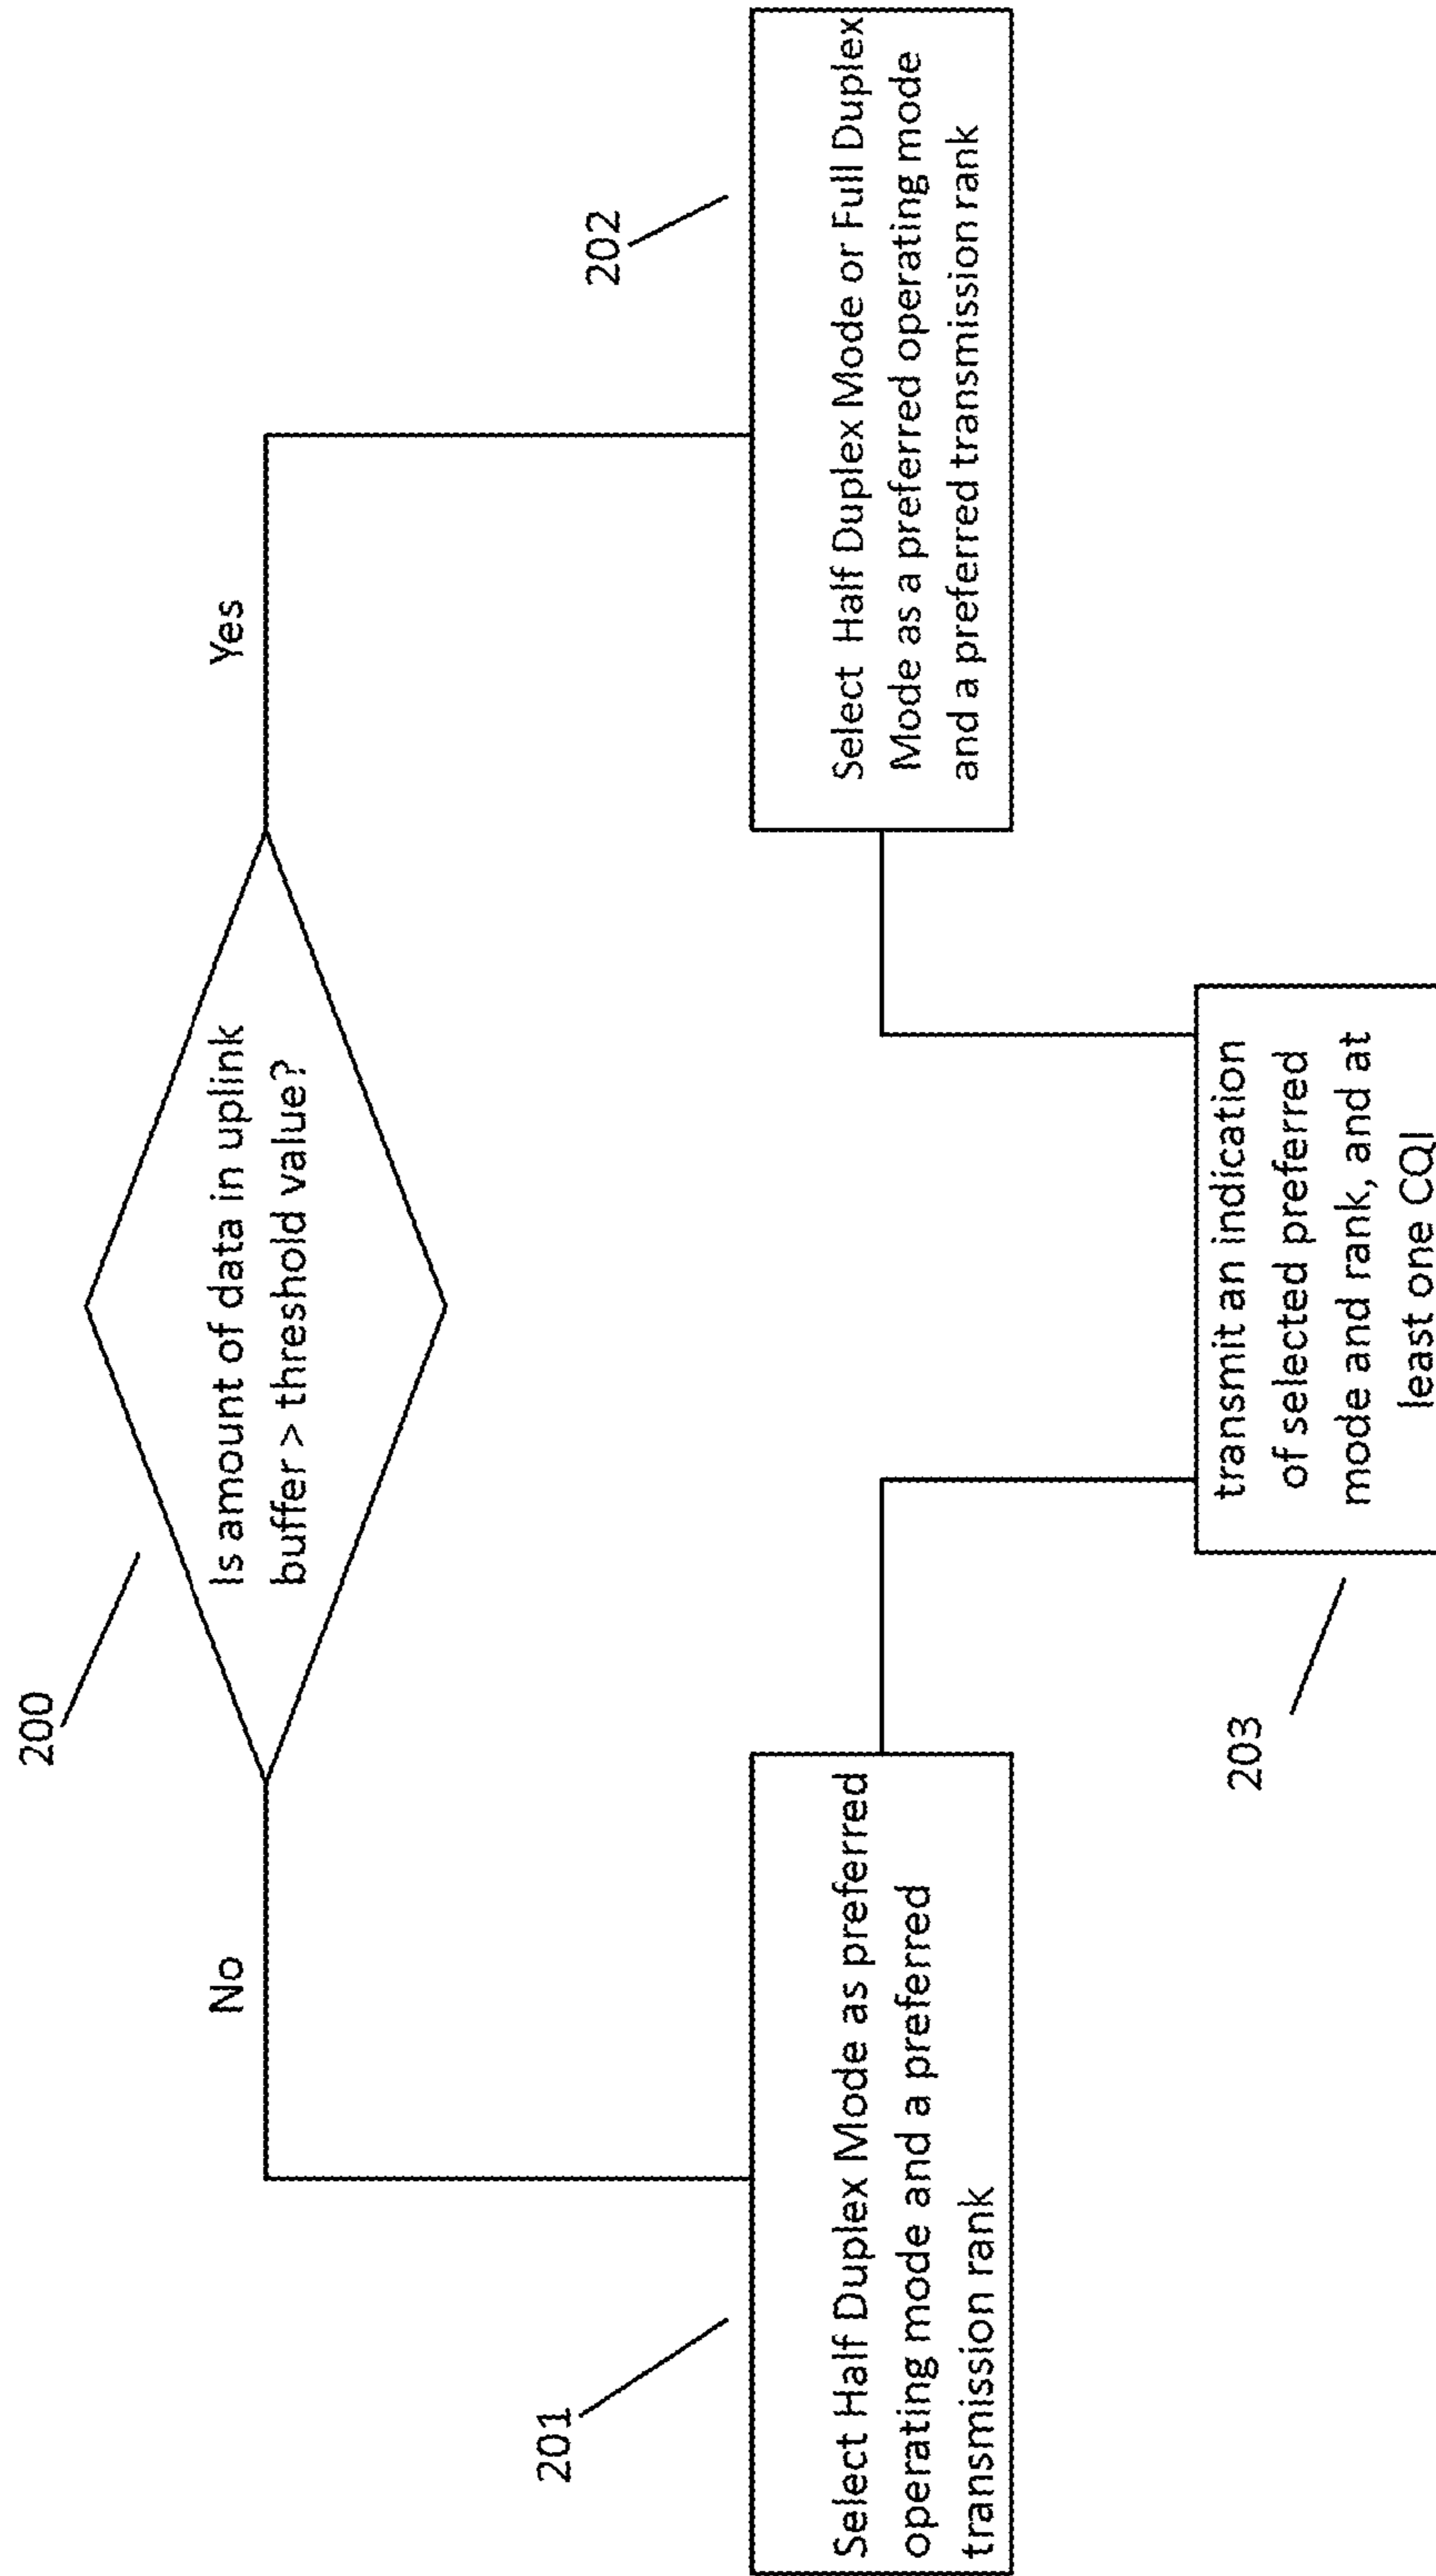 200
Is amount of data in uplink
buffer > threshold value?
No
Yes
201
Select Half Duplex Mode as preferred
operating mode and a preferred
transmission rank
202
Select Half Duplex Mode or Full Duplex
Mode as a preferred operating mode
and a preferred transmission rank
203
transmit an indication
of selected preferred
mode and rank, and at
least one CQI